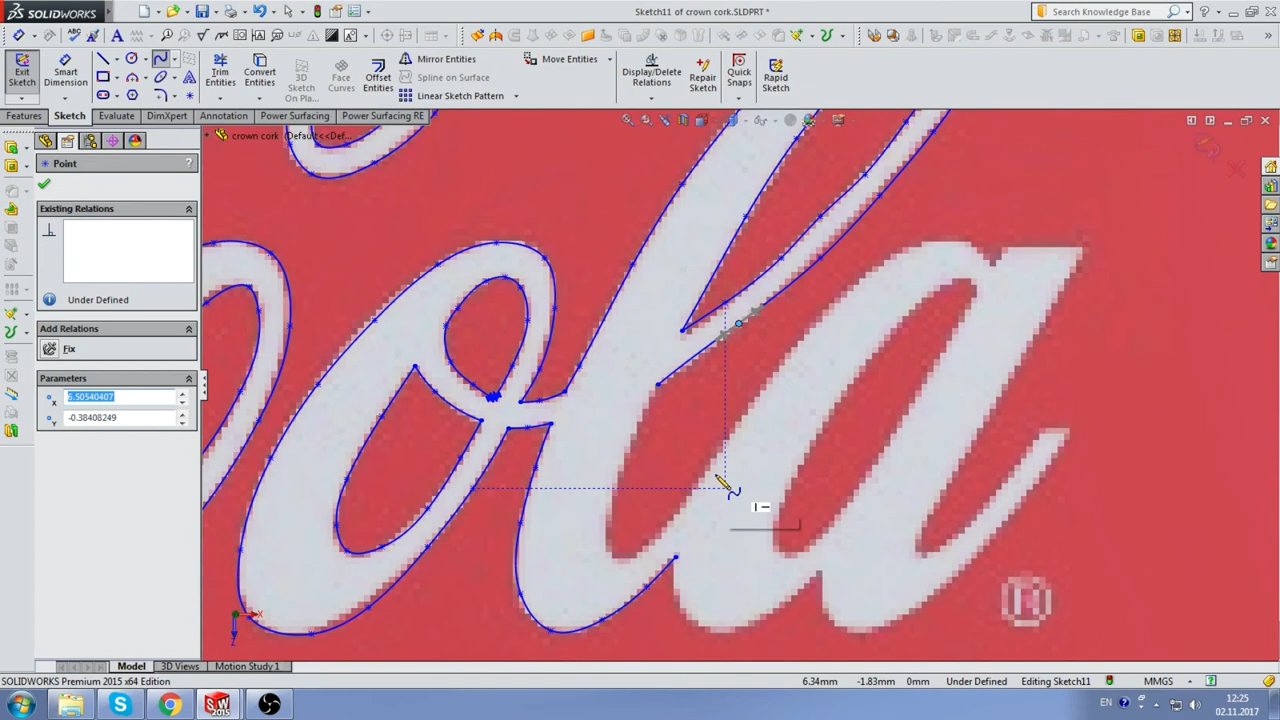 SOLIDWORKS
Sketch11 of crown cork.SLDPRT *
Search Knowledge Base
Exit Sketch
Smart Dimension
Trim Entities
Convert Entities
3D Sketch On Pla...
Face Curves
Offset Entities
Mirror Entities
Spline on Surface
Linear Sketch Pattern
Move Entities
Display/Delete Relations
Repair Sketch
Quick Snaps
Rapid Sketch
Features
Sketch
Evaluate
DimXpert
Annotation
Power Surfacing
Power Surfacing RE
crown cork (Default<<Def...
Point
?
Existing Relations
Under Defined
Add Relations
Fix
Parameters
6.50540407
-0.38408249
ola
®
X
Z
Model
3D Views
Motion Study 1
SOLIDWORKS Premium 2015 x64 Edition
6.34mm
-1.83mm
0mm
Under Defined
Editing Sketch11
MMGS
EN
12:25
02.11.2017